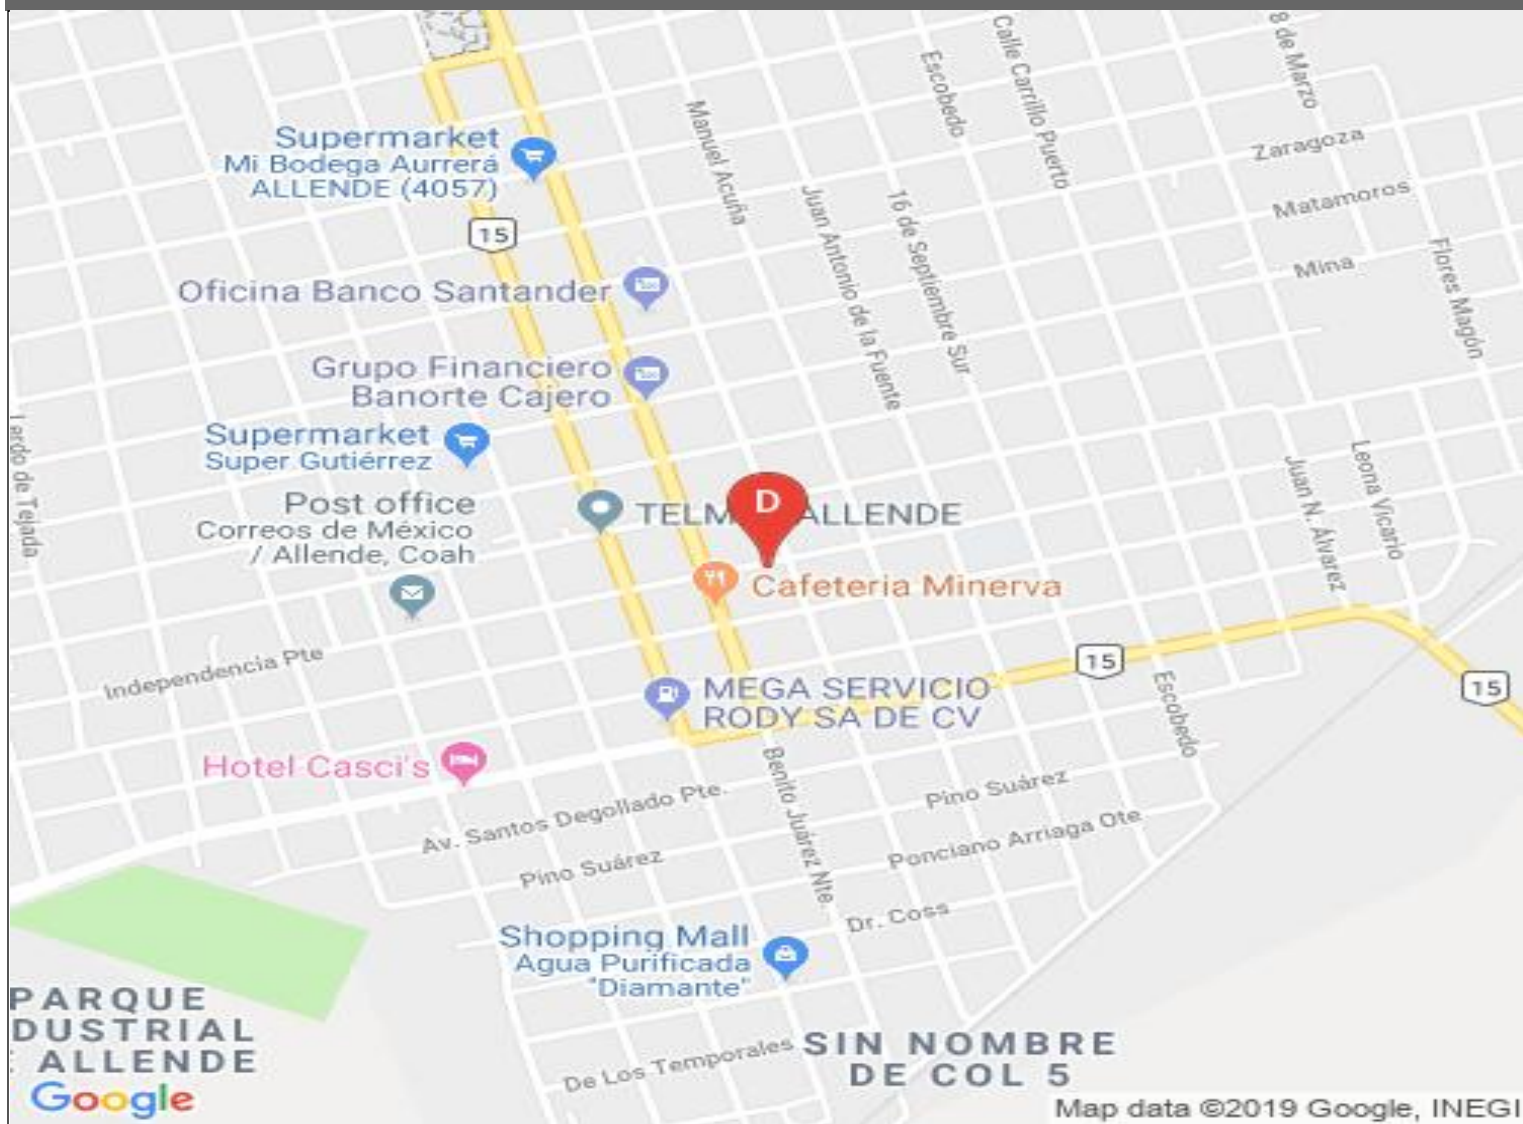 8 de Marzo
Calle Carrillo Puerto
Escobedo
Manuel Acuña
Zaragoza
Supermarket
Mi Bodega Aurrerá
ALLENDE (4057)
Juan Antonio de la Fuente
16 de Septiembre Sur
Matamoros
15
Mina
Flores Magón
Oficina Banco Santander
Grupo Financiero
Banorte Cajero
Lerdo de Tejada
Supermarket
Super Gutiérrez
Juan N. Álvarez
Leona Vicario
Post office
Correos de México
/ Allende, Coah
D
ALLENDE
Cafeteria Minerva
Independencia Pte
15
15
Escobedo
MEGA SERVICIO
RODY SA DE CV
Hotel Casci's
Benito Juárez Nte.
Av. Santos Degollado Pte.
Pino Suárez
Pino Suárez
Ponciano Arriaga Ote
Dr. Coss
Shopping Mall
Agua Purificada
"Diamante"
PARQUE
DUSTRIAL
ALLENDE
De Los Temporales
SIN NOMBRE
DE COL 5
Google
Map data ©2019 Google, INEGI